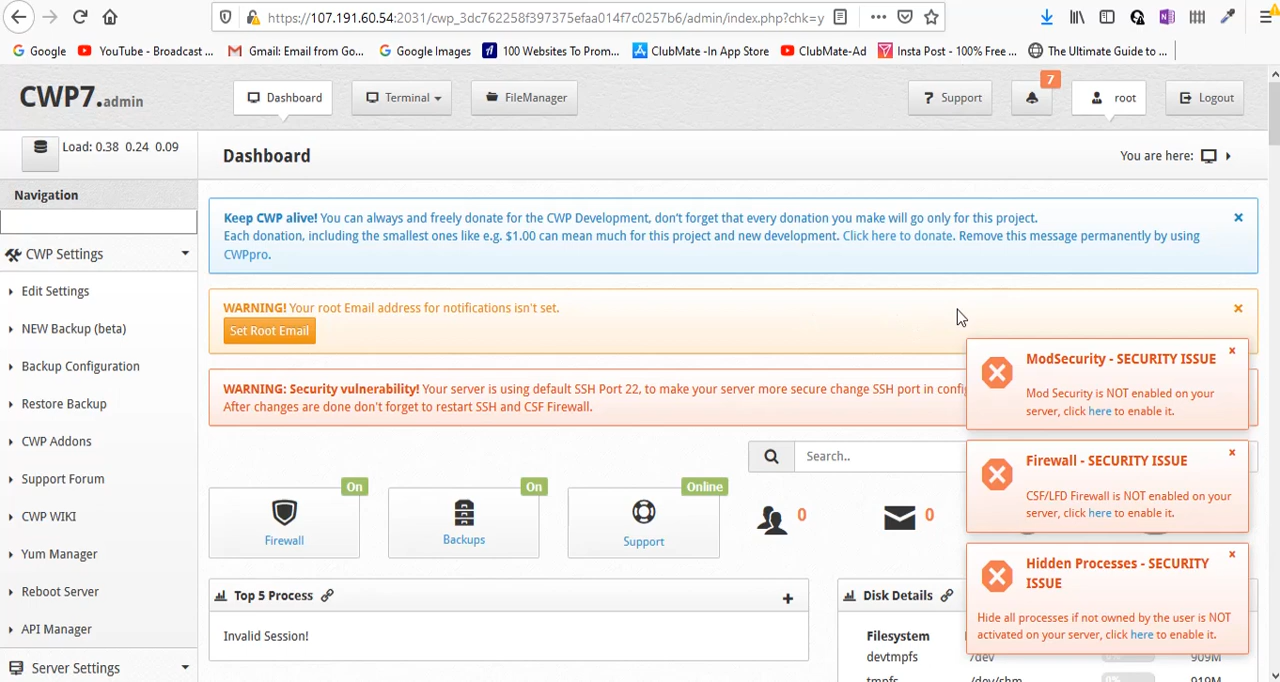 https://107.191.60.54:2031/cwp_3dc762258f397375efaa014f7c0257b6/admin/index.php?chk=y
Google
YouTube - Broadcast ...
Gmail: Email from Go...
Google Images
100 Websites To Prom...
ClubMate -In App Store
ClubMate-Ad
Insta Post - 100% Free ...
The Ultimate Guide to ...
CWP7.admin
Dashboard
Terminal
FileManager
? Support
7
root
Logout
Load: 0.38 0.24 0.09
Dashboard
You are here:
Navigation
CWP Settings
Edit Settings
NEW Backup (beta)
Backup Configuration
Restore Backup
CWP Addons
Support Forum
CWP WIKI
Yum Manager
Reboot Server
API Manager
Server Settings
Keep CWP alive! You can always and freely donate for the CWP Development, don't forget that every donation you make will go only for this project.
Each donation, including the smallest ones like e.g. $1.00 can mean much for this project and new development. Click here to donate. Remove this message permanently by using
CWPpro.
WARNING! Your root Email address for notifications isn't set.
Set Root Email
WARNING: Security vulnerability! Your server is using default SSH Port 22, to make your server more secure change SSH port in config
After changes are done don't forget to restart SSH and CSF Firewall.
ModSecurity - SECURITY ISSUE
Mod Security is NOT enabled on your
server, click here to enable it.
Firewall - SECURITY ISSUE
CSF/LFD Firewall is NOT enabled on your
server, click here to enable it.
Hidden Processes - SECURITY
ISSUE
Hide all processes if not owned by the user is NOT
activated on your server, click here to enable it.
Search..
On
Firewall
On
Backups
Online
Support
0
0
Top 5 Process
Invalid Session!
Disk Details
Filesystem
devtmpfs /dev 0% 909M
tmpfs /dev/shm 919M